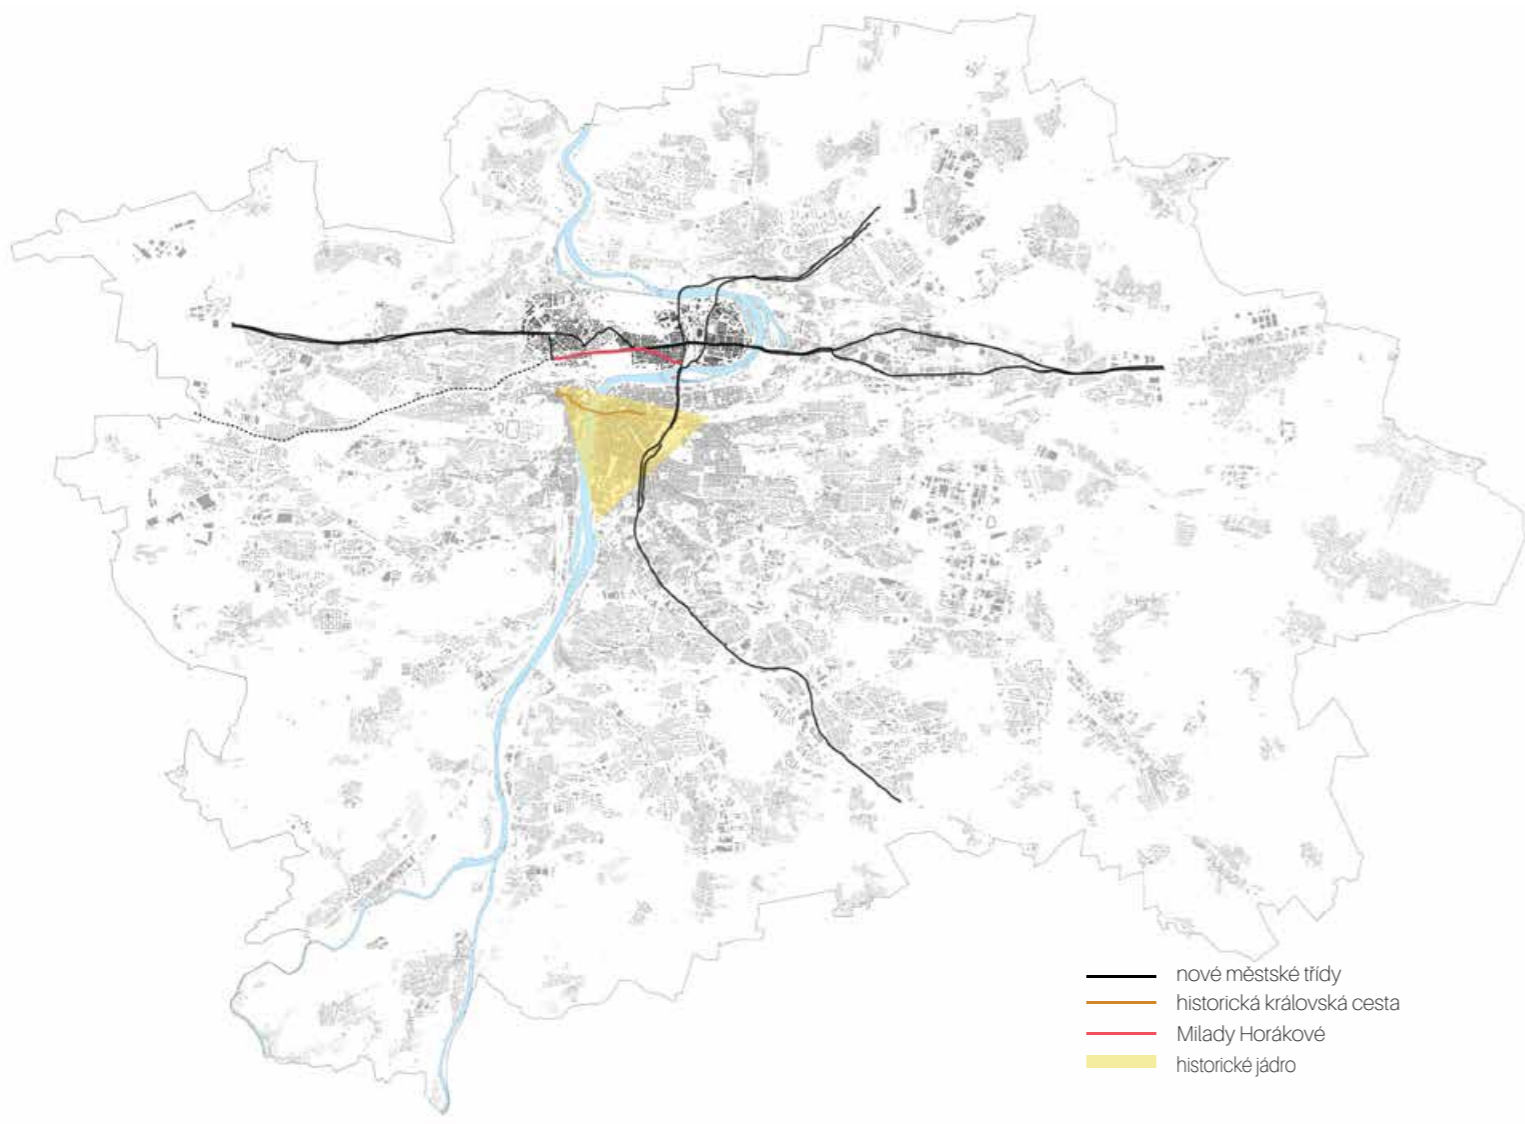 nové městské třídy
historická královská cesta
Milady Horákové
historické jádro